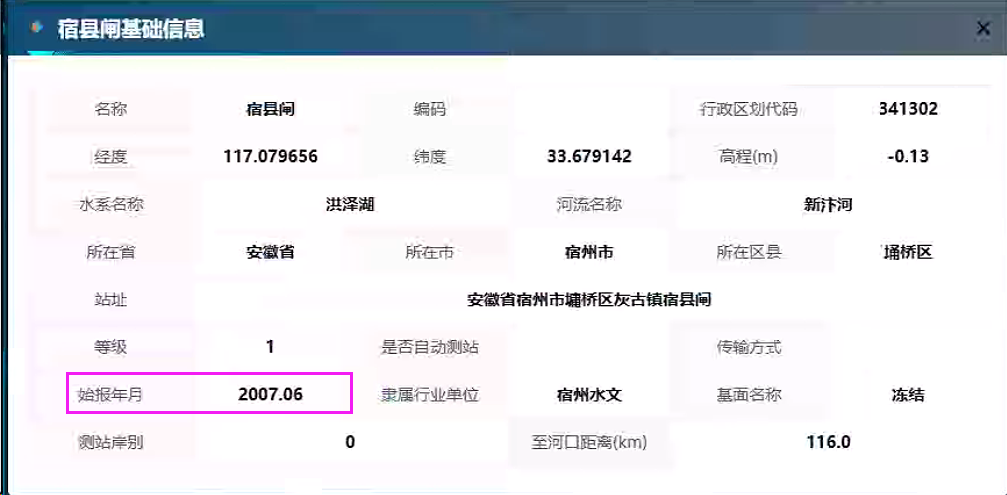 宿县闸基础信息
名称 宿县闸 编码 行政区划代码 341302
经度 117.079656 纬度 33.679142 高程(m) -0.13
水系名称 洪泽湖 河流名称 新汴河
所在省 安徽省 所在市 宿州市 所在区县 埇桥区
站址 安徽省宿州市墉桥区灰古镇宿县闸
等级 1 是否自动测站 传输方式
始报年月 2007.06 隶属行业单位 宿州水文 基面名称 冻结
测站岸别 0 至河口距离(km) 116.0